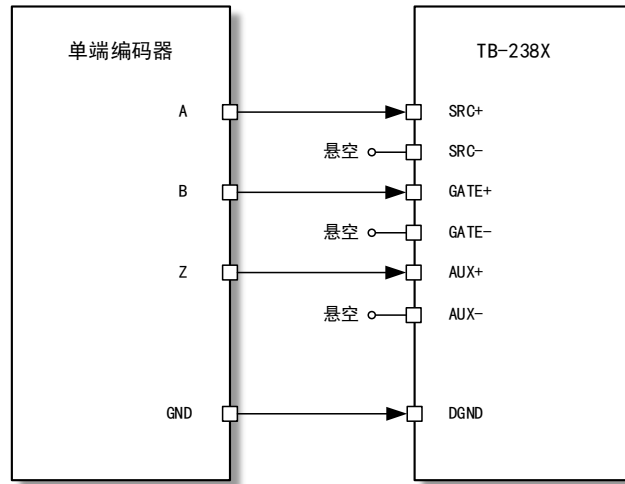 单端编码器
TB-238X
A
SRC+
悬空
SRC-
B
GATE+
悬空
GATE-
Z
AUX+
悬空
AUX-
GND
DGND